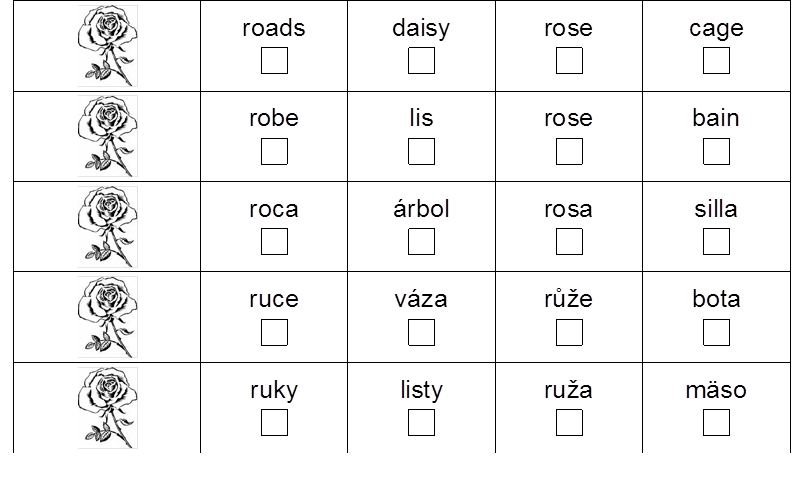 roads daisy rose cage
robe lis rose bain
roca árbol rosa silla
ruce váza růže bota
ruky listy ruža mäso